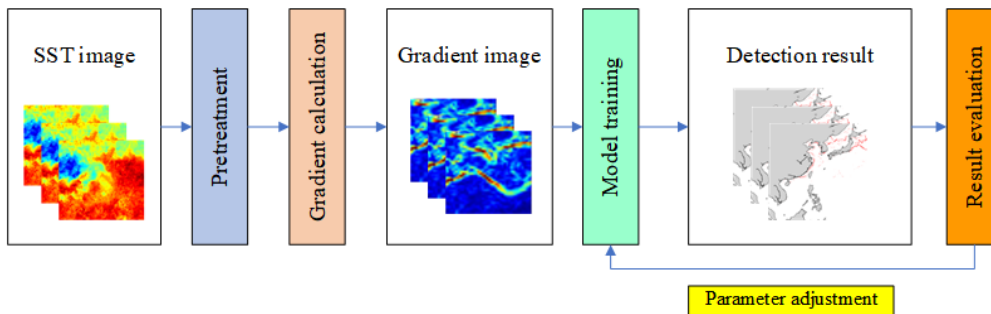 SST image
Pretreatment
Gradient calculation
Gradient image
Model training
Detection result
Result evaluation
Parameter adjustment